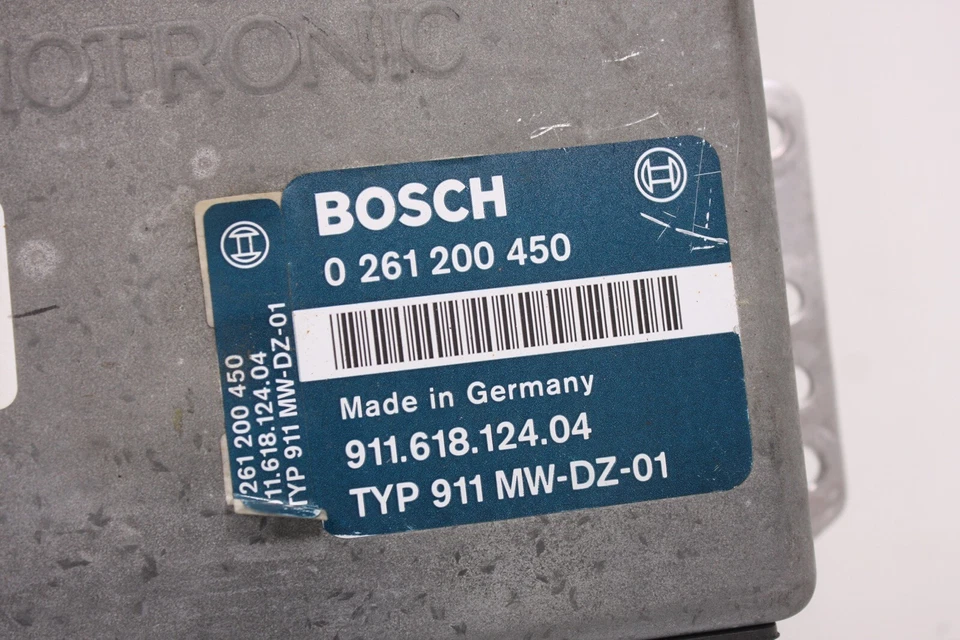 OTRONIC
BOSCH
0 261 200 450
Made in Germany
911.618.124.04
TYP 911 MW-DZ-01
261 200 450
11.618.124.04
TYP 911 MW-DZ-01